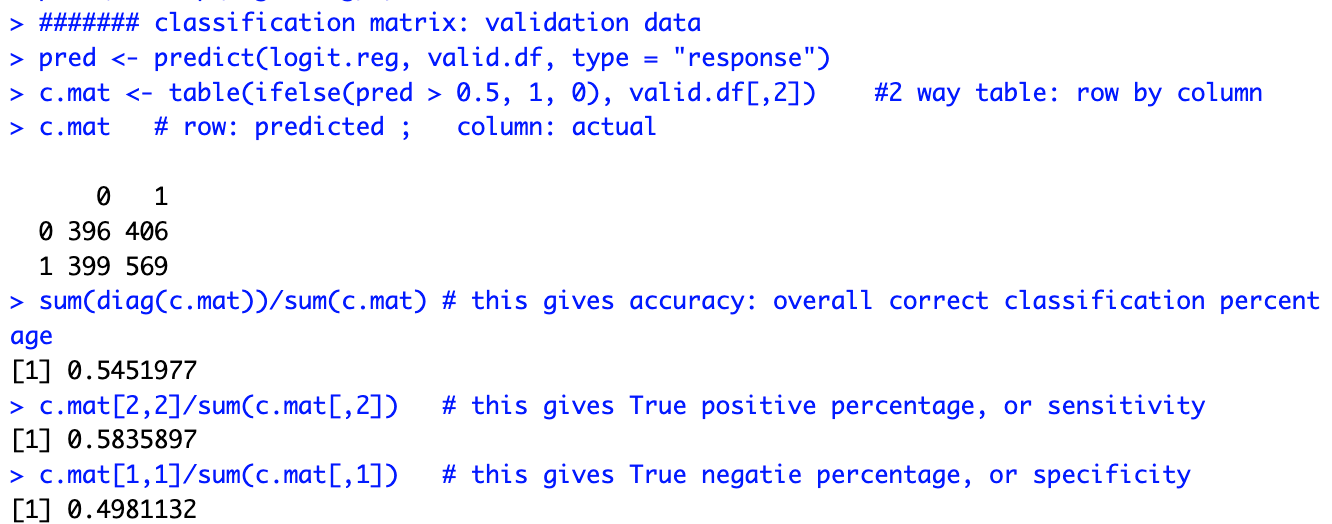 > ####### classification matrix: validation data
> pred <- predict(logit.reg, valid.df, type = "response")
> c.mat <- table(ifelse(pred > 0.5, 1, 0), valid.df[,2])    #2 way table: row by column
> c.mat   # row: predicted ;   column: actual
      0   1
  0 396 406
  1 399 569
> sum(diag(c.mat))/sum(c.mat) # this gives accuracy: overall correct classification percent
age
[1] 0.5451977
> c.mat[2,2]/sum(c.mat[,2])   # this gives True positive percentage, or sensitivity
[1] 0.5835897
> c.mat[1,1]/sum(c.mat[,1])   # this gives True negatie percentage, or specificity
[1] 0.4981132